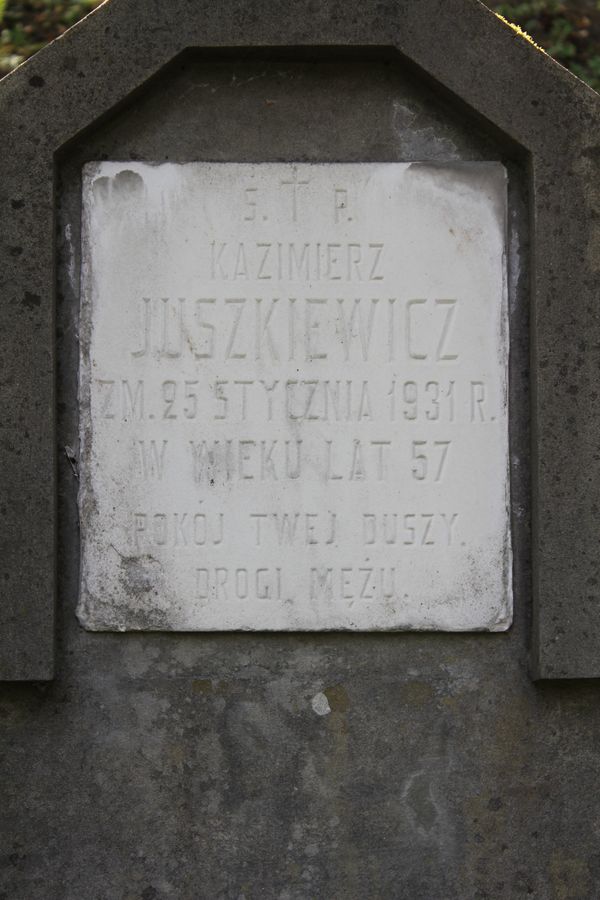 S. † P.
KAZIMIERZ
JUSZKIEWICZ
ZM. 25 STYCZNIA 1931 R.
W WIEKU LAT 57
POKÓJ TWEJ DUSZY.
DROGI MĘŻU.